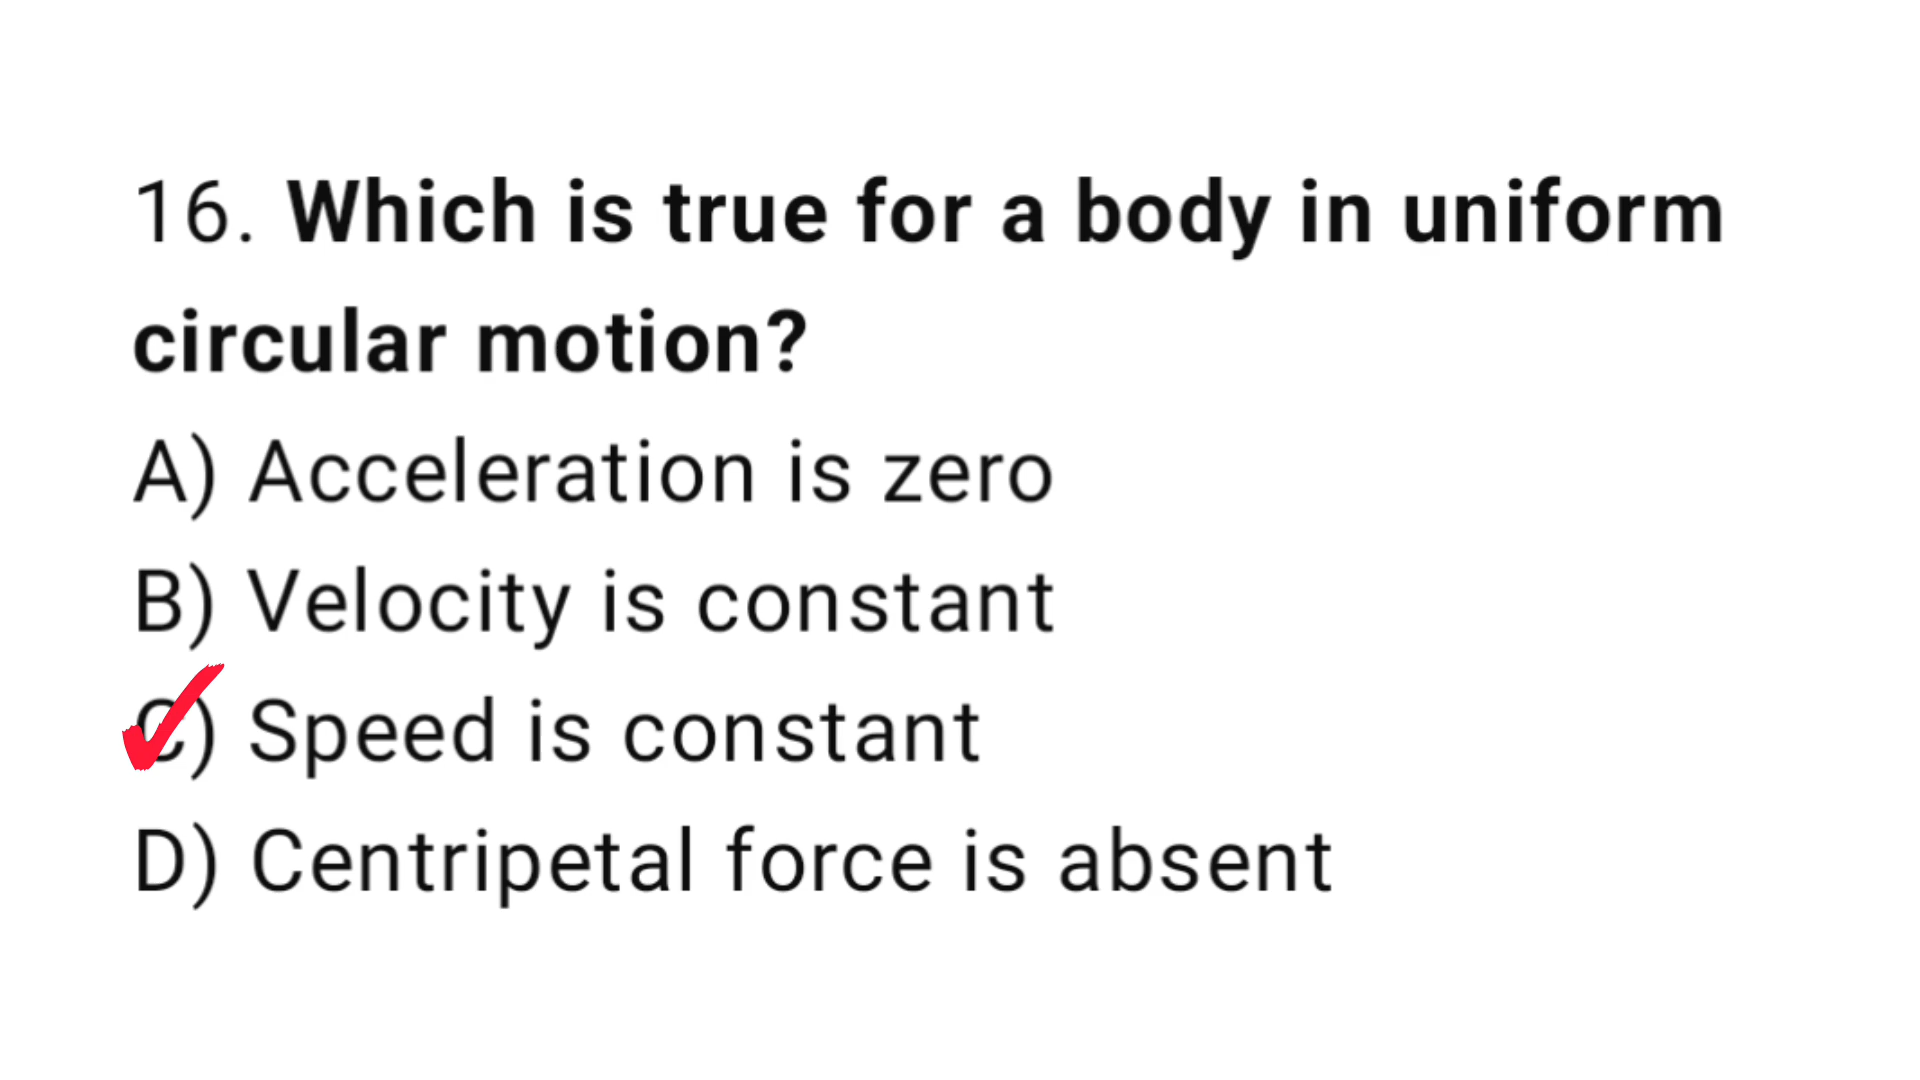 16. Which is true for a body in uniform
circular motion?
A) Acceleration is zero
B) Velocity is constant
C) Speed is constant
D) Centripetal force is absent